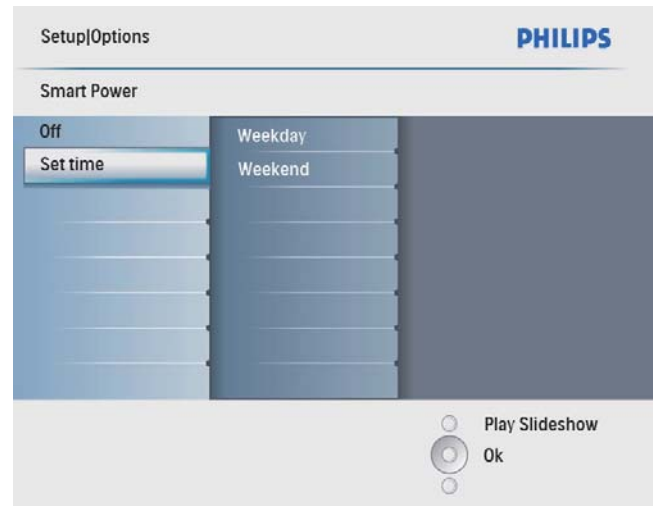 Setup|Options
PHILIPS
Smart Power
Off
Set time
Weekday
Weekend
Play Slideshow
Ok